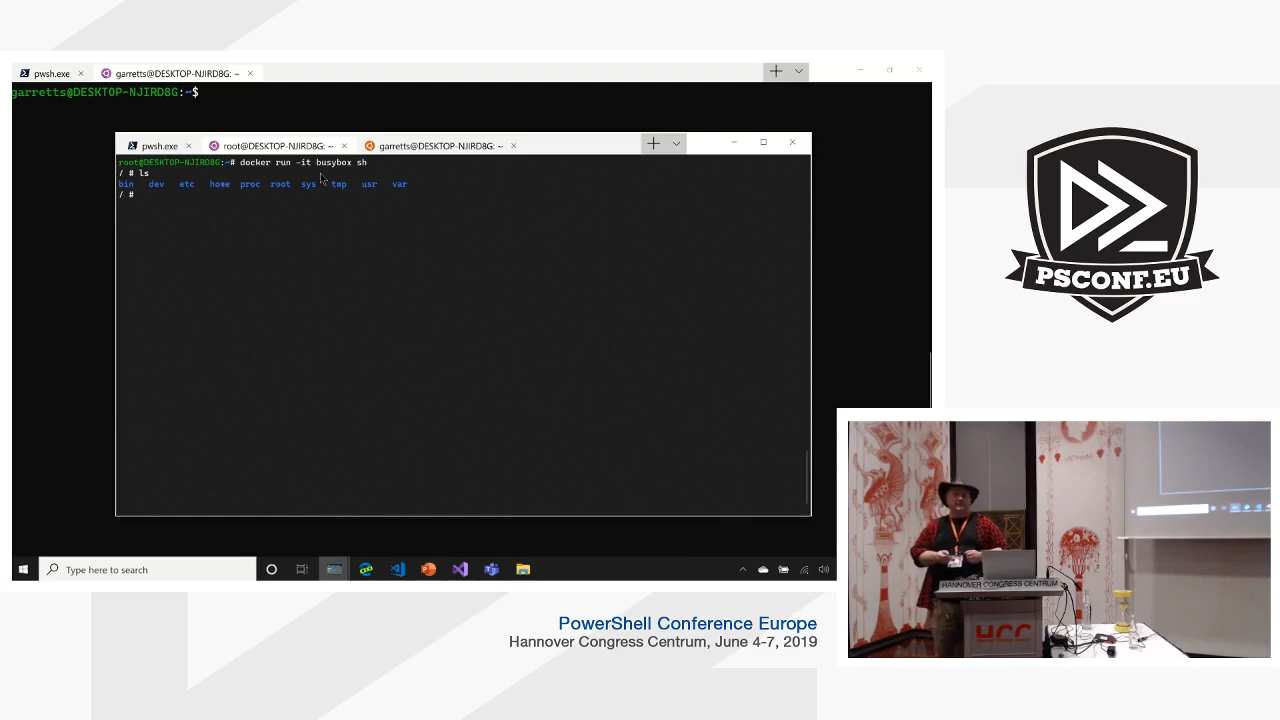 pwsh.exe
garretts@DESKTOP-NJIRD8G: ~
garretts@DESKTOP-NJIRD8G:~$
pwsh.exe
root@DESKTOP-NJIRD8G: ~
garretts@DESKTOP-NJIRD8G: ~
root@DESKTOP-NJIRD8G:~# docker run -it busybox sh
/ # ls
bin dev etc home proc root sys tmp usr var
/ #
Type here to search
PSCONF.EU
HANNOVER CONGRESS CENTRUM
HCC
PowerShell Conference Europe
Hannover Congress Centrum, June 4-7, 2019